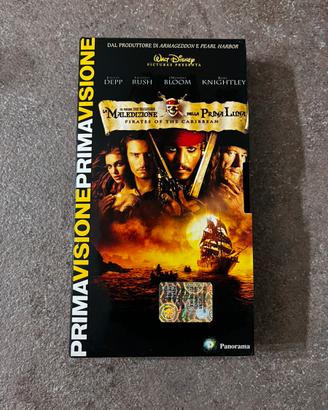 DAL PRODUTTORE DI ARMAGEDDON E PEARL HARBOR
WALT DISNEY
PICTURES PRESENTA
DEPP
RUSH
BLOOM
KNIGHTLEY
LA MALEDIZIONE DELLA PRIMA LUNA
PIRATES OF THE CARIBBEAN
PRIMAVISIONEPRIMAVISIONE
Panorama